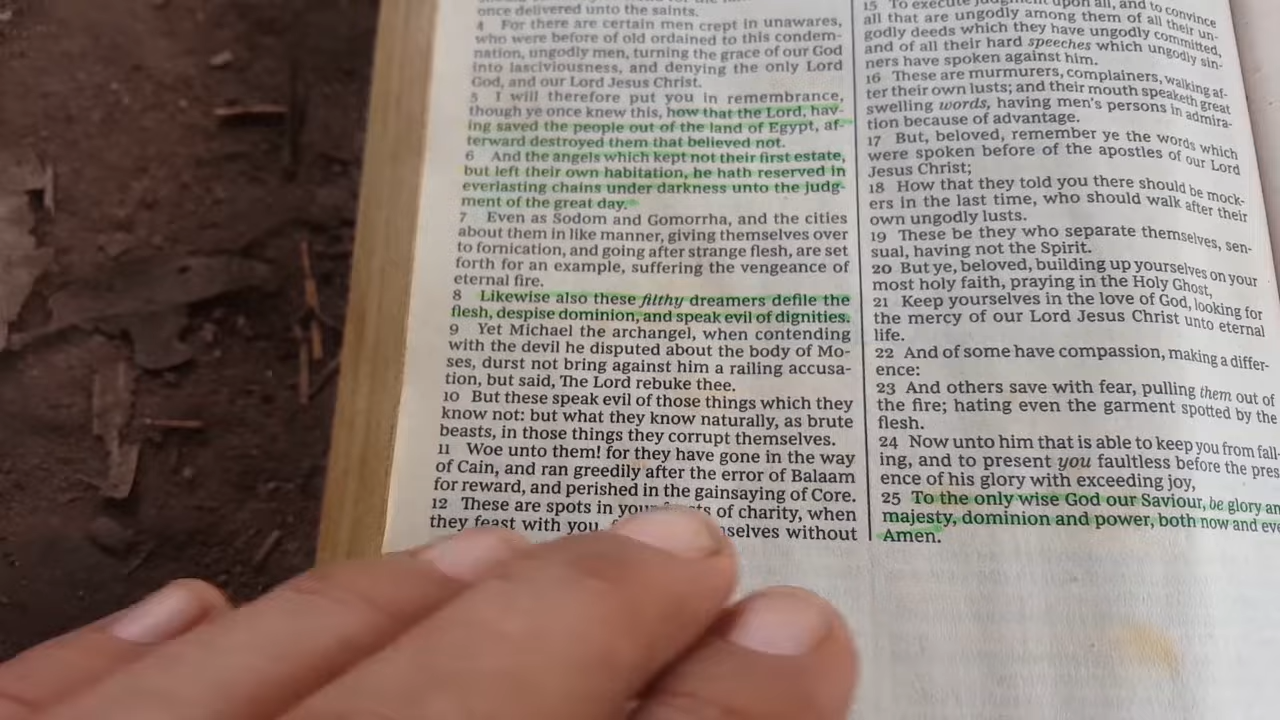 once delivered unto the saints.
4 For there are certain men crept in unawares,
who were before of old ordained to this condem-
nation, ungodly men, turning the grace of our God
into lasciviousness, and denying the only Lord
God, and our Lord Jesus Christ.
5 I will therefore put you in remembrance,
though ye once knew this, how that the Lord, hav-
ing saved the people out of the land of Egypt, af-
terward destroyed them that believed not.
6 And the angels which kept not their first estate,
but left their own habitation, he hath reserved in
everlasting chains under darkness unto the judg-
ment of the great day.
7 Even as Sodom and Gomorrha, and the cities
about them in like manner, giving themselves over
to fornication, and going after strange flesh, are set
forth for an example, suffering the vengeance of
eternal fire.
8 Likewise also these filthy dreamers defile the
flesh, despise dominion, and speak evil of dignities.
9 Yet Michael the archangel, when contending
with the devil he disputed about the body of Mo-
ses, durst not bring against him a railing accusa-
tion, but said, The Lord rebuke thee.
10 But these speak evil of those things which they
know not: but what they know naturally, as brute
beasts, in those things they corrupt themselves.
11 Woe unto them! for they have gone in the way
of Cain, and ran greedily after the error of Balaam
for reward, and perished in the gainsaying of Core.
12 These are spots in your of charity, when
they feast with you, without
15 To execute judgment upon all, and to convince
all that are ungodly among them of all their un-
godly deeds which they have ungodly committed,
and of all their hard speeches which ungodly sin-
ners have spoken against him.
16 These are murmurers, complainers, walking af-
ter their own lusts; and their mouth speaketh great
swelling words, having men's persons in admira-
tion because of advantage.
17 But, beloved, remember ye the words which
were spoken before of the apostles of our Lord
Jesus Christ;
18 How that they told you there should be mock-
ers in the last time, who should walk after their
own ungodly lusts.
19 These be they who separate themselves, sen-
sual, having not the Spirit.
20 But ye, beloved, building up yourselves on your
most holy faith, praying in the Holy Ghost,
21 Keep yourselves in the love of God, looking for
the mercy of our Lord Jesus Christ unto eternal
life.
22 And of some have compassion, making a differ-
ence:
23 And others save with fear, pulling them out of
the fire; hating even the garment spotted by the
flesh.
24 Now unto him that is able to keep you from fall-
ing, and to present you faultless before the pres
ence of his glory with exceeding joy,
25 To the only wise God our Saviour, be glory an
majesty, dominion and power, both now and eve
Amen.